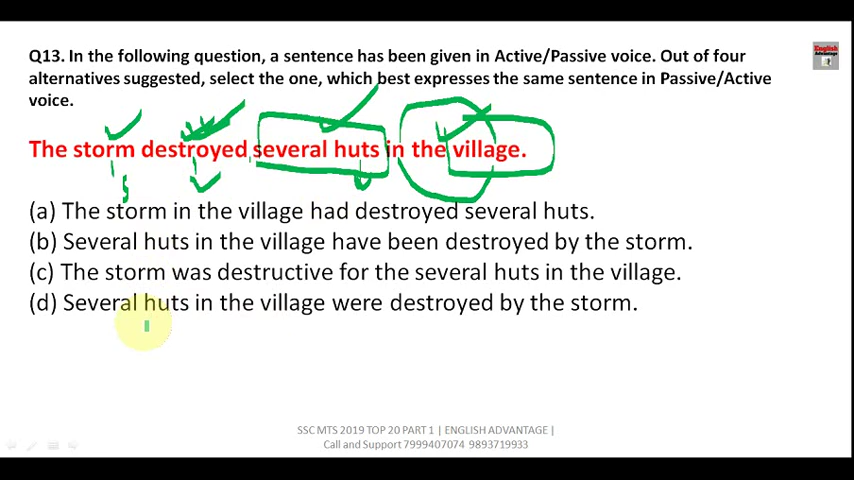 Q13. In the following question, a sentence has been given in Active/Passive voice. Out of four
alternatives suggested, select the one, which best expresses the same sentence in Passive/Active
voice.
The storm destroyed several huts in the village.
(a) The storm in the village had destroyed several huts.
(b) Several huts in the village have been destroyed by the storm.
(c) The storm was destructive for the several huts in the village.
(d) Several huts in the village were destroyed by the storm.
SSC MTS 2019 TOP 20 PART 1 | ENGLISH ADVANTAGE |
Call and Support 7999407074 9893719933
English
Advantage